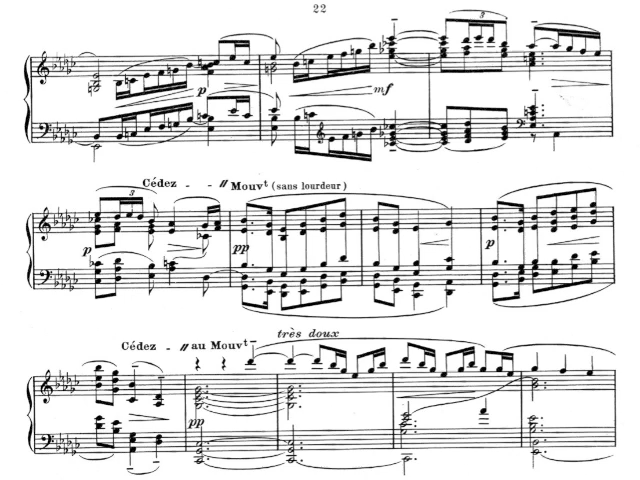 22
3
p
mf
3
Cédez - - // Mouvt (sans lourdeur)
p
pp
p
très doux
Cédez - // au Mouvt
pp